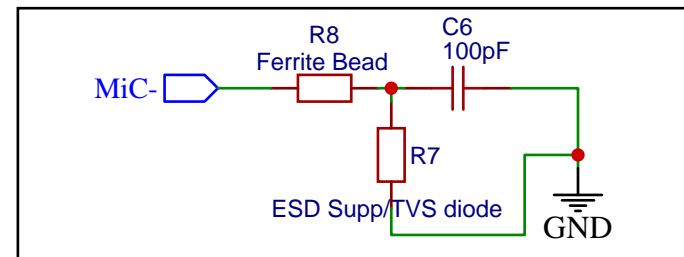 R8
Ferrite Bead
C6
100pF
MiC-
R7
ESD Supp/TVS diode
GND